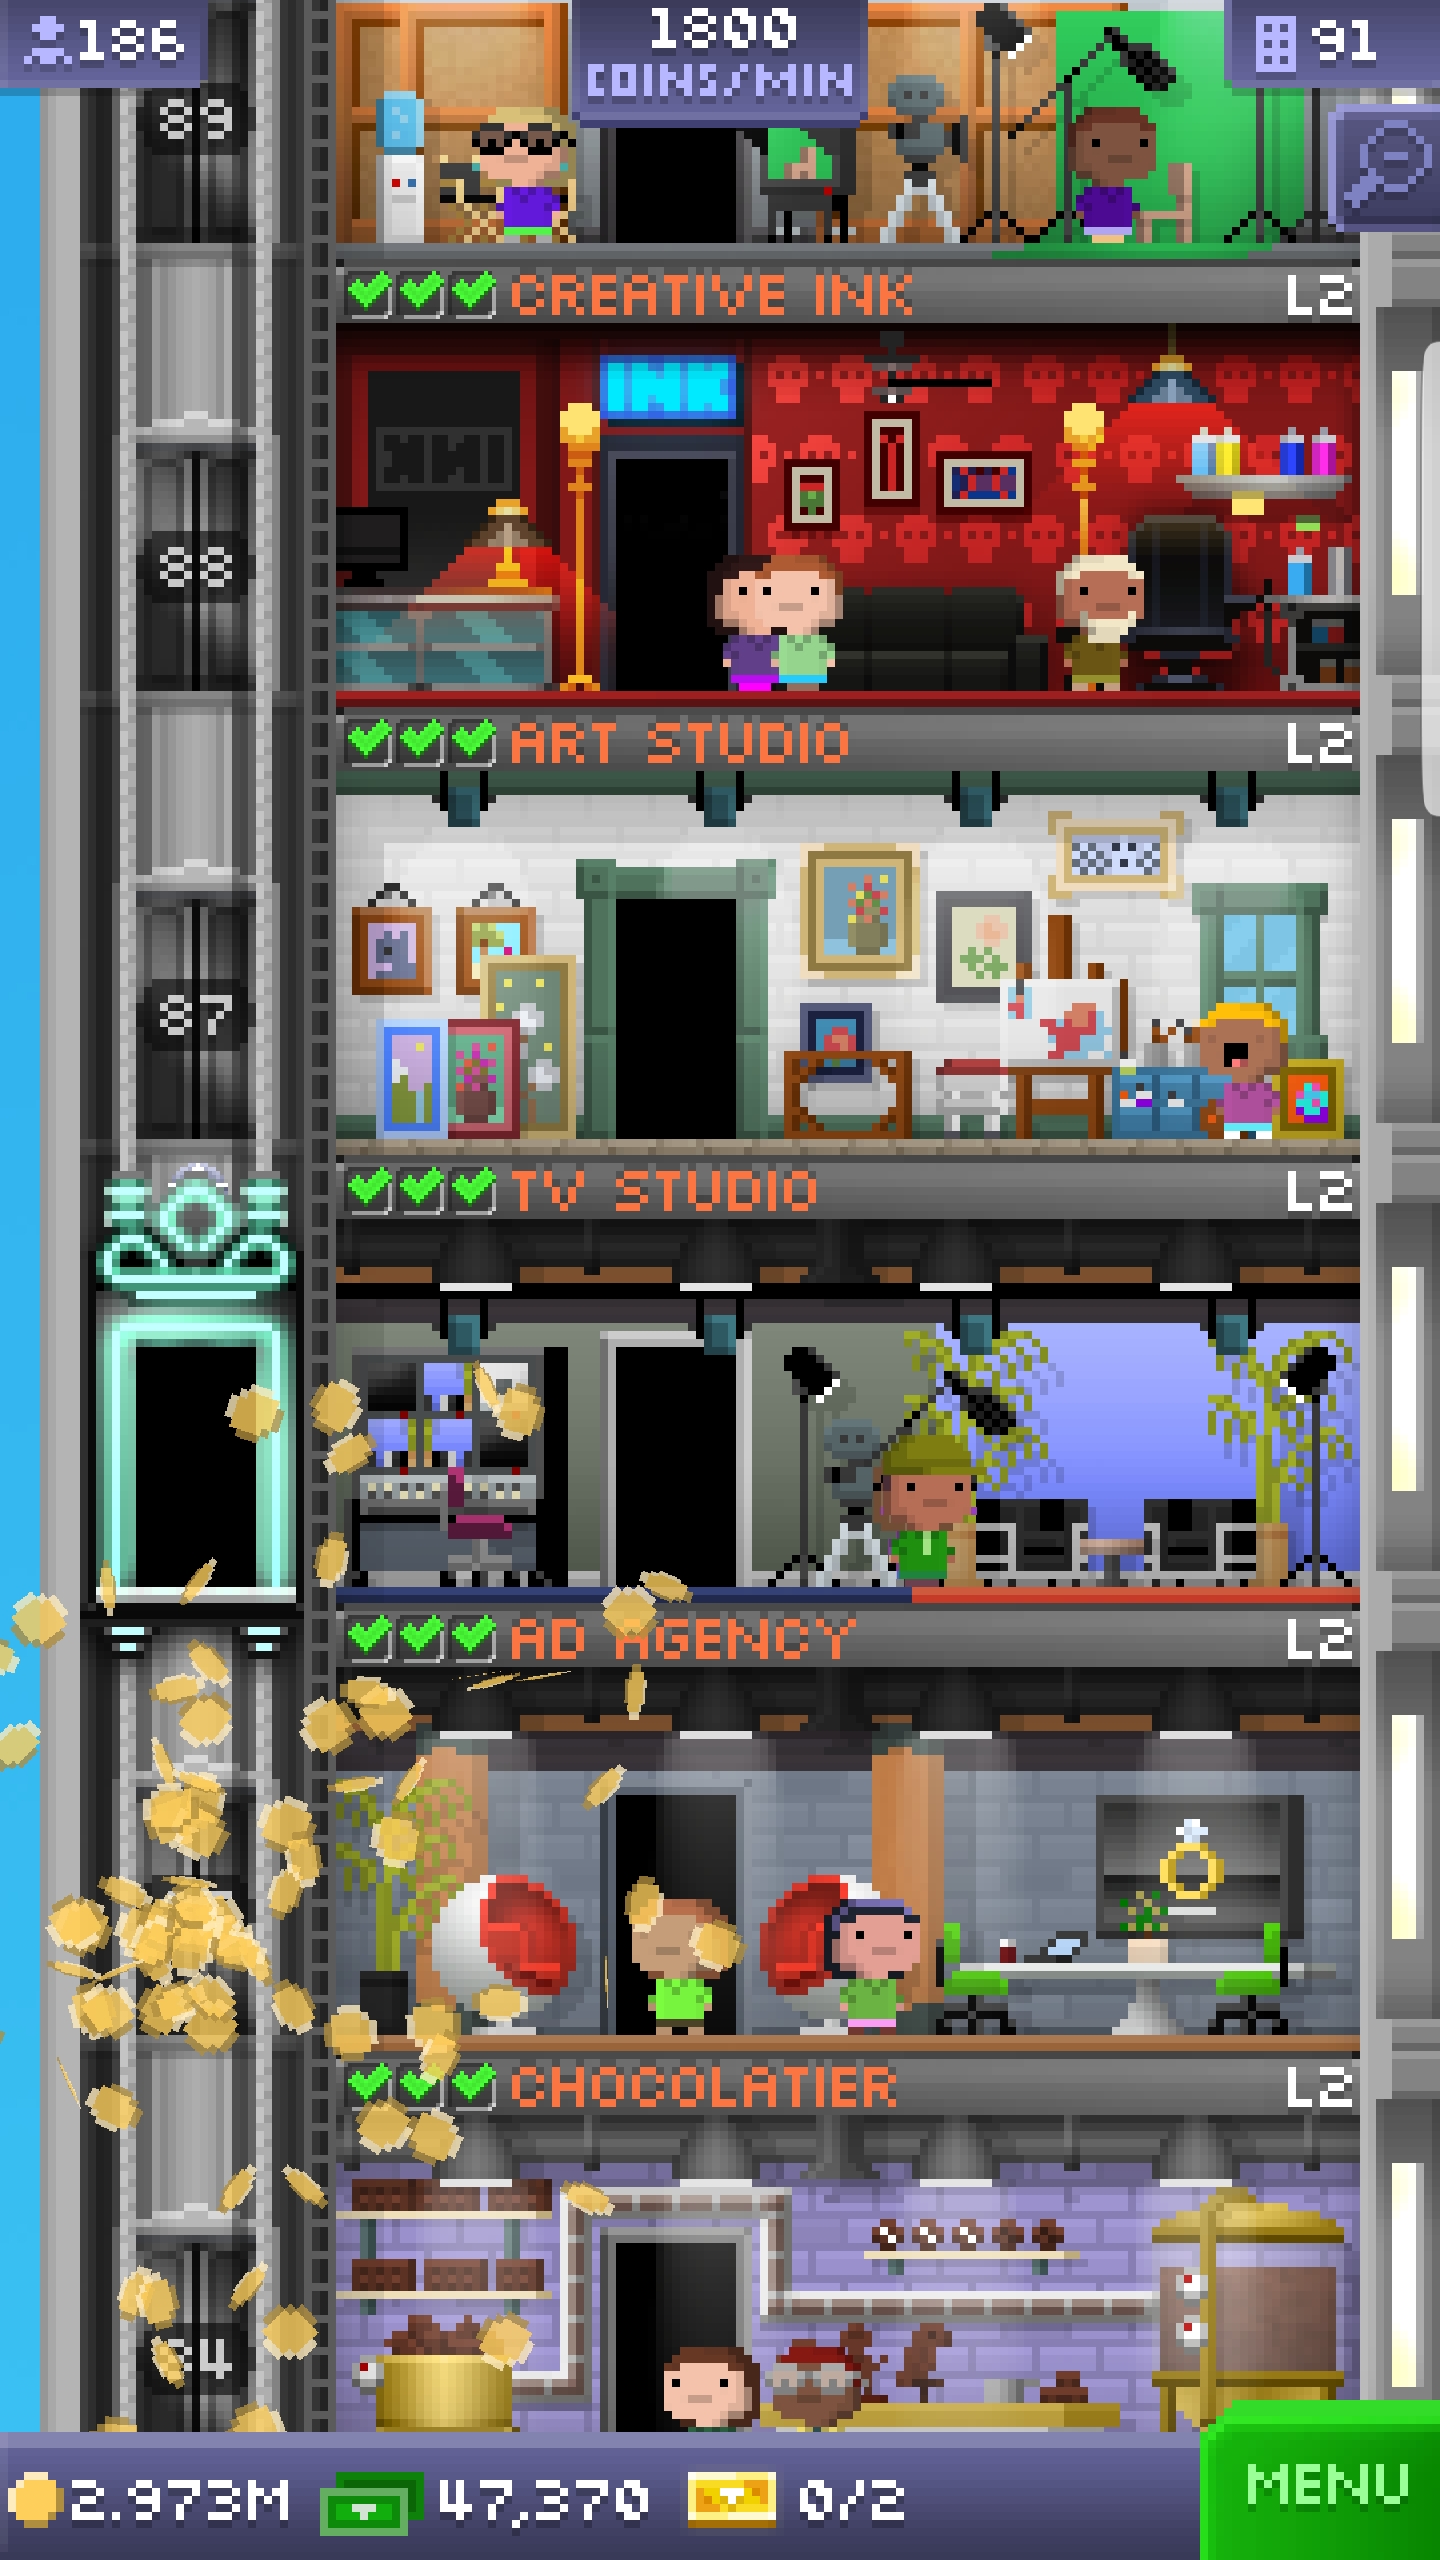 186
1800
COINS/MIN
91
89
CREATIVE INK L2
INK
88
ART STUDIO L2
87
TV STUDIO L2
AD AGENCY L2
CHOCOLATIER L2
84
2.973M 47,370 0/2 MENU